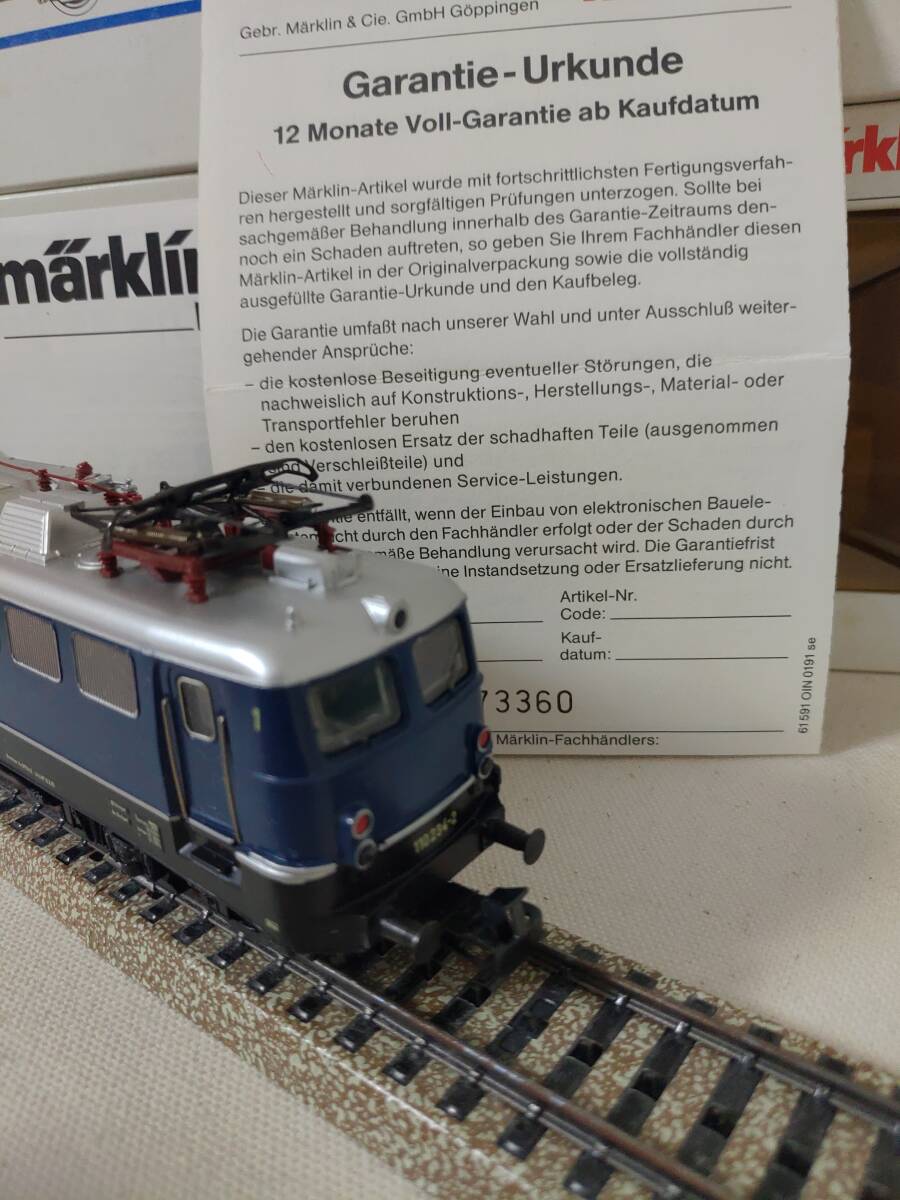 Gebr. Märklin & Cie. GmbH Göppingen
Garantie-Urkunde
12 Monate Voll-Garantie ab Kaufdatum
Dieser Märklin-Artikel wurde mit fortschrittlichsten Fertigungsverfah-
ren hergestellt und sorgfältigen Prüfungen unterzogen. Sollte bei
sachgemäßer Behandlung innerhalb des Garantie-Zeitraums den-
noch ein Schaden auftreten, so geben Sie Ihrem Fachhändler diesen
Märklin-Artikel in der Originalverpackung sowie die vollständig
ausgefüllte Garantie-Urkunde und den Kaufbeleg.
Die Garantie umfaßt nach unserer Wahl und unter Ausschluß weiter-
gehender Ansprüche:
– die kostenlose Beseitigung eventueller Störungen, die
nachweislich auf Konstruktions-, Herstellungs-, Material- oder
Transportfehler beruhen
– den kostenlosen Ersatz der schadhaften Teile (ausgenommen
sind Verschleißteile) und
– die damit verbundenen Service-Leistungen.
entfällt, wenn der Einbau von elektronischen Bauele-
durch den Fachhändler erfolgt oder der Schaden durch
Behandlung verursacht wird. Die Garantiefrist
Instandsetzung oder Ersatzlieferung nicht.
Artikel-Nr.
Code:
Kauf-
datum:
73360
Märklin-Fachhändlers:
61 591 OIN 0191 se
märklin
110 234-2
1